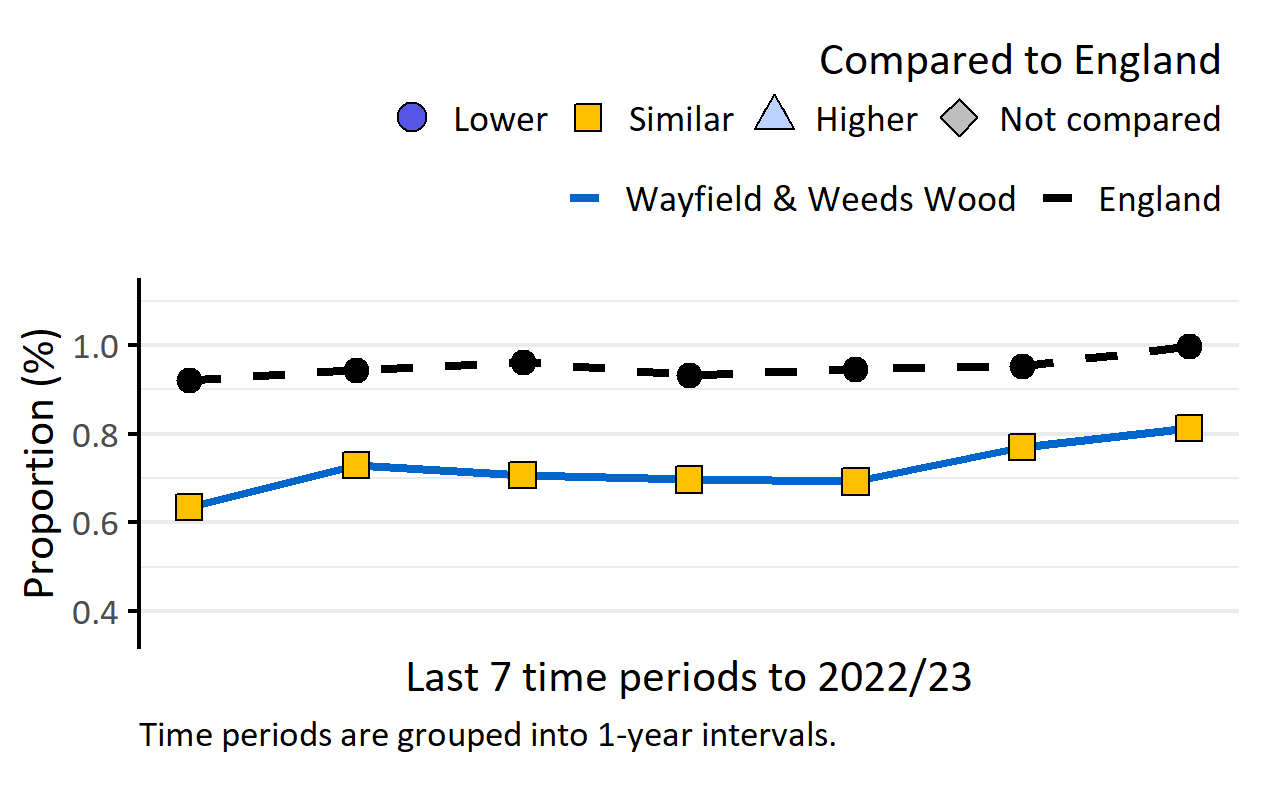 Compared to England
Lower Similar Higher Not compared
Wayfield & Weeds Wood England
Proportion (%)
1.0
0.8
0.6
0.4
Last 7 time periods to 2022/23
Time periods are grouped into 1-year intervals.